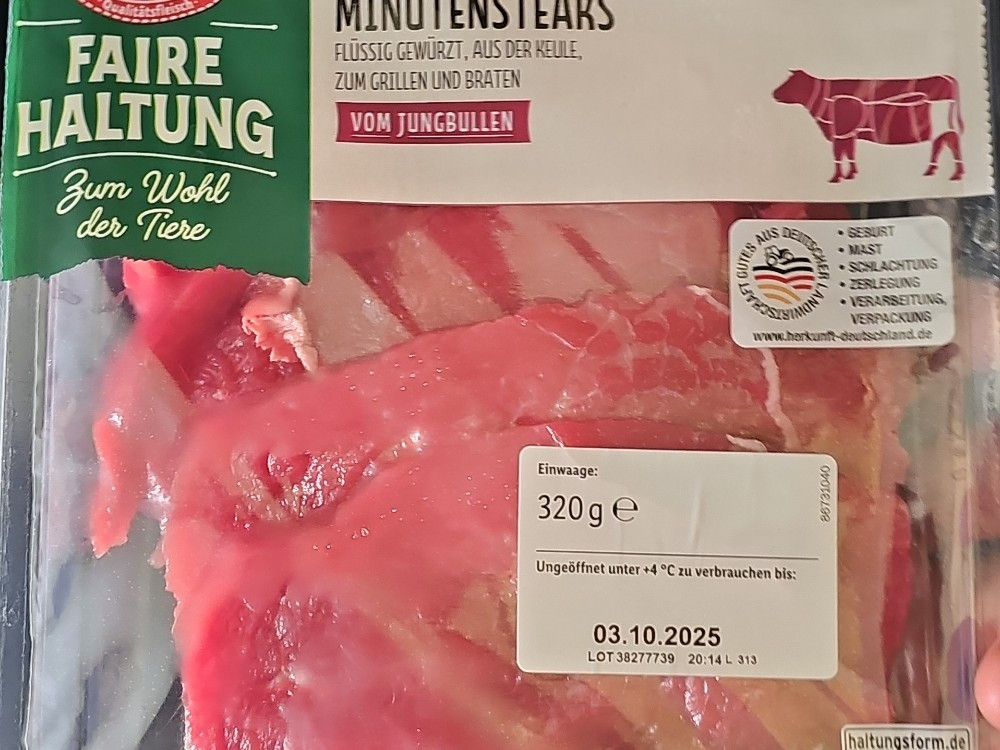 Qualitätsfleisch
FAIRE
HALTUNG
Zum Wohl
der Tiere
MINUTENSTEAKS
FLÜSSIG GEWÜRZT, AUS DER KEULE,
ZUM GRILLEN UND BRATEN
VOM JUNGBULLEN
GUTES AUS DEUTSCHER LANDWIRTSCHAFT
• GEBURT
• MAST
• SCHLACHTUNG
• ZERLEGUNG
• VERARBEITUNG,
VERPACKUNG
www.herkunft-deutschland.de
Einwaage:
320 g ℮
86731040
Ungeöffnet unter +4 °C zu verbrauchen bis:
03.10.2025
LOT 38277739 20:14 L 313
haltungsform.de